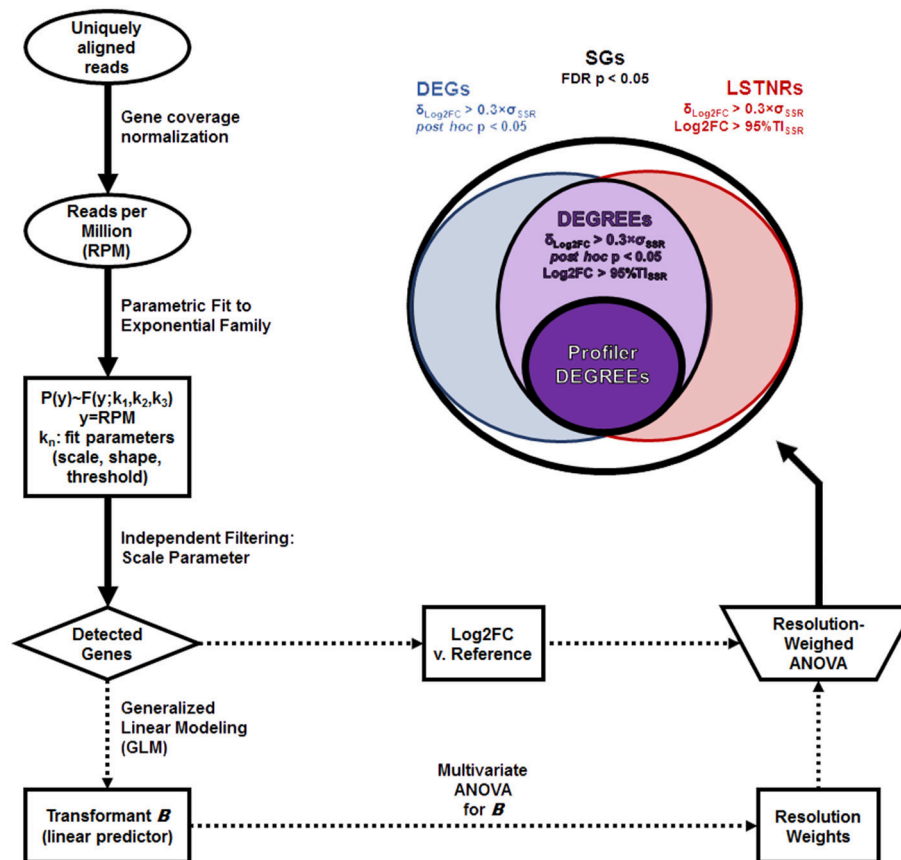 Uniquely
aligned
reads
Gene coverage
normalization
Reads per
Million
(RPM)
Parametric Fit to
Exponential Family
P(y)~F(y;k₁,k₂,k₃)
y=RPM
kₙ: fit parameters
(scale, shape,
threshold)
Independent Filtering:
Scale Parameter
Detected
Genes
Generalized
Linear Modeling
(GLM)
Transformant B
(linear predictor)
Multivariate
ANOVA
for B
Resolution
Weights
Log2FC
v. Reference
Resolution-
Weighed
ANOVA
SGs
FDR p < 0.05
DEGs
δLog2FC > 0.3×σSSR
post hoc p < 0.05
LSTNRs
δLog2FC > 0.3×σSSR
Log2FC > 95%TISSR
DEGREEs
δLog2FC > 0.3×σSSR
post hoc p < 0.05
Log2FC > 95%TISSR
Profiler
DEGREEs